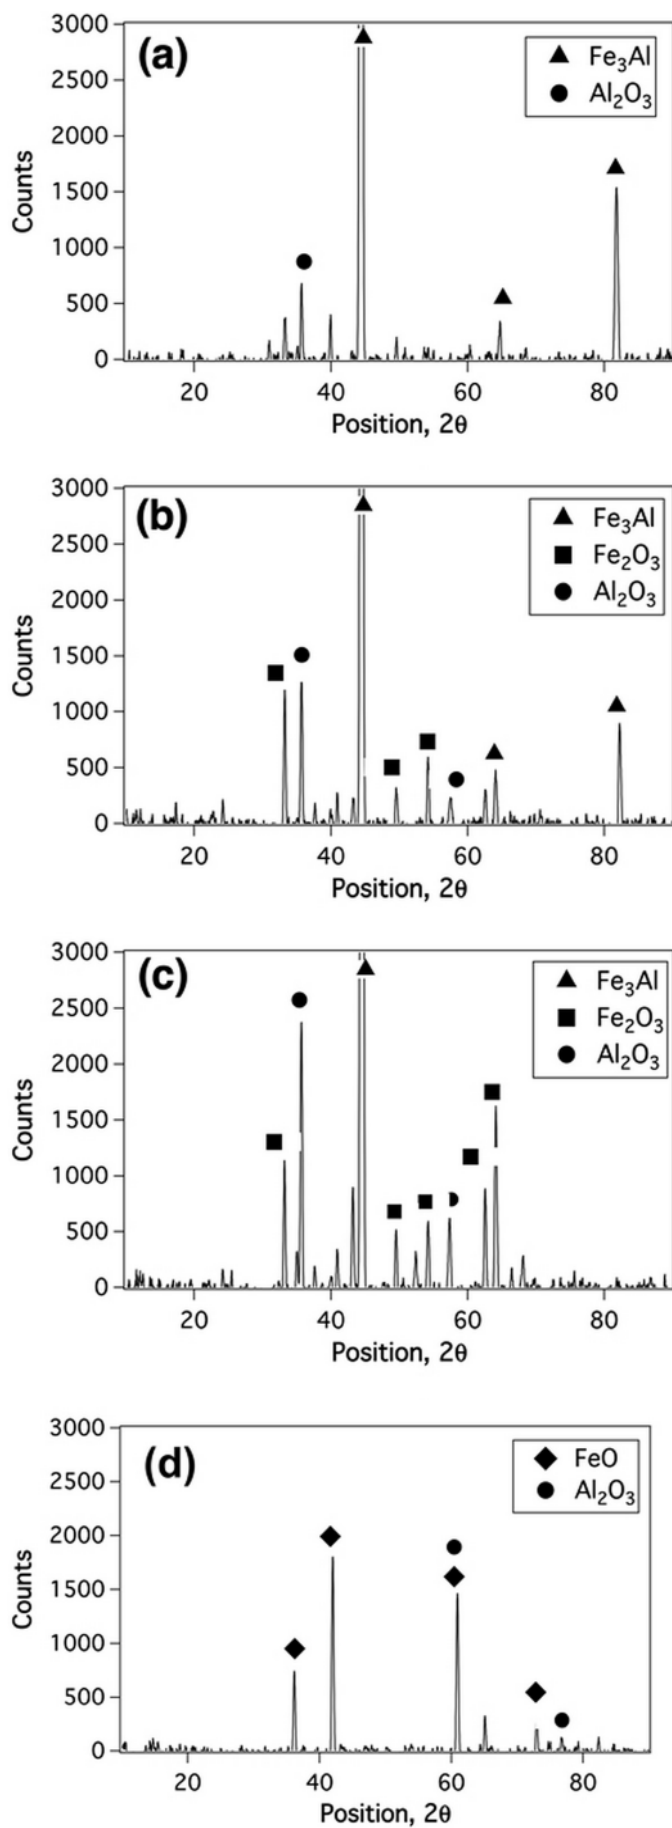 (a)
▲ Fe₃Al
● Al₂O₃
3000
2500
2000
1500
1000
500
0
Counts
20 40 60 80
Position, 2θ
(b)
▲ Fe₃Al
■ Fe₂O₃
● Al₂O₃
3000
2500
2000
1500
1000
500
0
Counts
20 40 60 80
Position, 2θ
(c)
▲ Fe₃Al
■ Fe₂O₃
● Al₂O₃
3000
2500
2000
1500
1000
500
0
Counts
20 40 60 80
Position, 2θ
(d)
◆ FeO
● Al₂O₃
3000
2500
2000
1500
1000
500
0
Counts
20 40 60 80
Position, 2θ